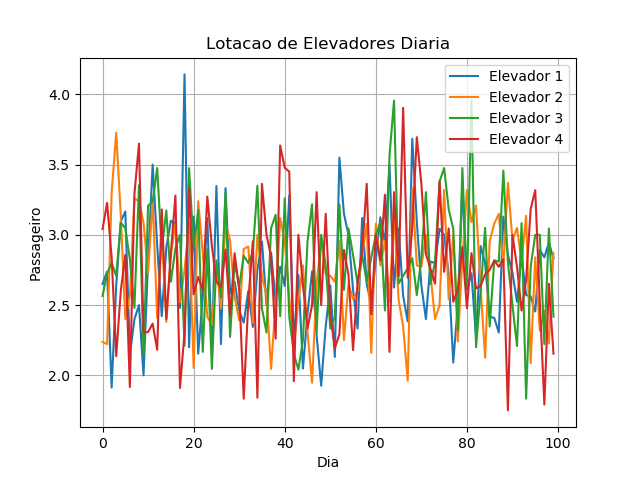 Lotacao de Elevadores Diaria
Elevador 1
Elevador 2
Elevador 3
Elevador 4
Passageiro
4.0
3.5
3.0
2.5
2.0
0 20 40 60 80 100
Dia